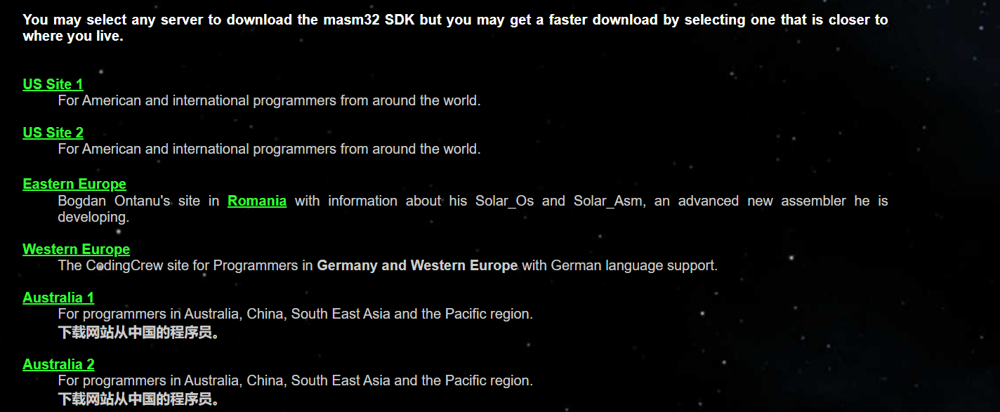 You may select any server to download the masm32 SDK but you may get a faster download by selecting one that is closer to
where you live.
US Site 1
For American and international programmers from around the world.
US Site 2
For American and international programmers from around the world.
Eastern Europe
Bogdan Ontanu's site in Romania with information about his Solar_Os and Solar_Asm, an advanced new assembler he is
developing.
Western Europe
The CodingCrew site for Programmers in Germany and Western Europe with German language support.
Australia 1
For programmers in Australia, China, South East Asia and the Pacific region.
下载网站从中国的程序员。
Australia 2
For programmers in Australia, China, South East Asia and the Pacific region.
下载网站从中国的程序员。